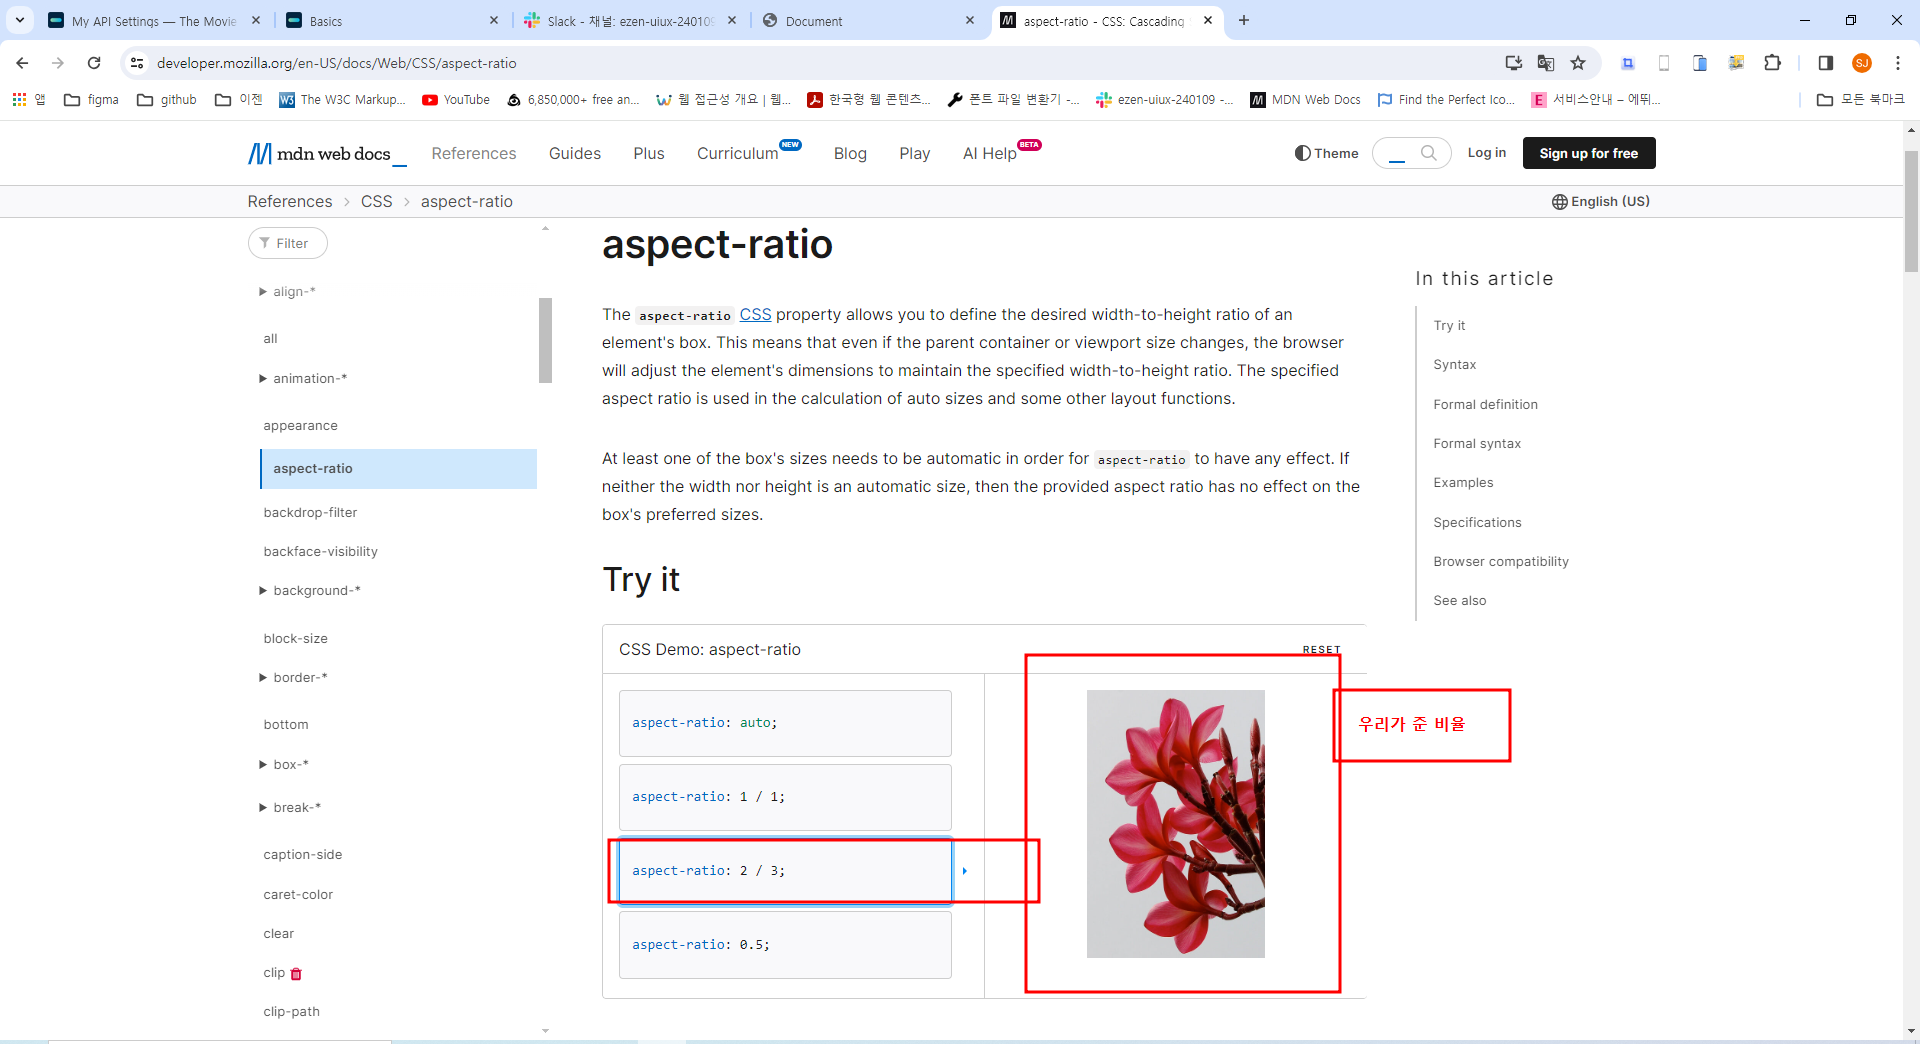 My API Settings — The Movie
Basics
Slack - 채널: ezen-uiux-240109
Document
aspect-ratio - CSS: Cascading
developer.mozilla.org/en-US/docs/Web/CSS/aspect-ratio
SJ
앱
figma
github
이젠
W3
The W3C Markup...
YouTube
6,850,000+ free an...
웹 접근성 개요 | 웹...
한국형 웹 콘텐츠...
폰트 파일 변환기 -...
ezen-uiux-240109 -...
MDN Web Docs
Find the Perfect Ico...
E
서비스안내 – 에뛰...
모든 북마크
mdn web docs_
References
Guides
Plus
Curriculum
NEW
Blog
Play
AI Help
BETA
Theme
Log in
Sign up for free
References > CSS > aspect-ratio
English (US)
Filter
align-*
all
animation-*
appearance
aspect-ratio
backdrop-filter
backface-visibility
background-*
block-size
border-*
bottom
box-*
break-*
caption-side
caret-color
clear
clip
clip-path
aspect-ratio
The aspect-ratio CSS property allows you to define the desired width-to-height ratio of an
element's box. This means that even if the parent container or viewport size changes, the browser
will adjust the element's dimensions to maintain the specified width-to-height ratio. The specified
aspect ratio is used in the calculation of auto sizes and some other layout functions.
At least one of the box's sizes needs to be automatic in order for aspect-ratio to have any effect. If
neither the width nor height is an automatic size, then the provided aspect ratio has no effect on the
box's preferred sizes.
Try it
CSS Demo: aspect-ratio
RESET
aspect-ratio: auto;
aspect-ratio: 1 / 1;
aspect-ratio: 2 / 3;
aspect-ratio: 0.5;
우리가 준 비율
In this article
Try it
Syntax
Formal definition
Formal syntax
Examples
Specifications
Browser compatibility
See also